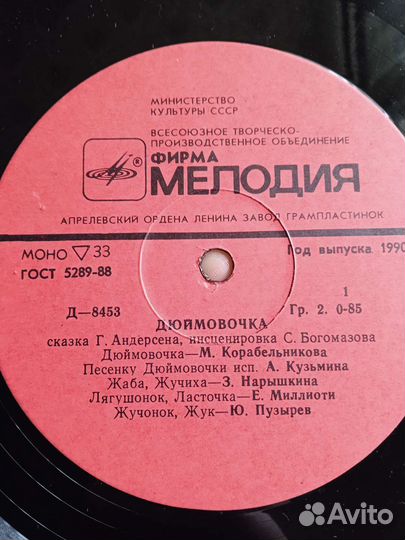 МИНИСТЕРСТВО
КУЛЬТУРЫ СССР
ВСЕСОЮЗНОЕ ТВОРЧЕСКО-
ПРОИЗВОДСТВЕННОЕ ОБЪЕДИНЕНИЕ
ФИРМА
МЕЛОДИЯ
АПРЕЛЕВСКИЙ ОРДЕНА ЛЕНИНА ЗАВОД ГРАМПЛАСТИНОК
МОНО ▽ 33
Год выпуска 1990
ГОСТ 5289-88
1
Д—8453
Гр. 2. 0-85
ДЮЙМОВОЧКА
сказка Г. Андерсена, инсценировка С. Богомазова
Дюймовочка—М. Корабельникова
Песенку Дюймовочки исп. А. Кузьмина
Жаба, Жучиха—З. Нарышкина
Лягушонок, Ласточка—Е. Миллиоти
Жучонок, Жук—Ю. Пузырев
Avito